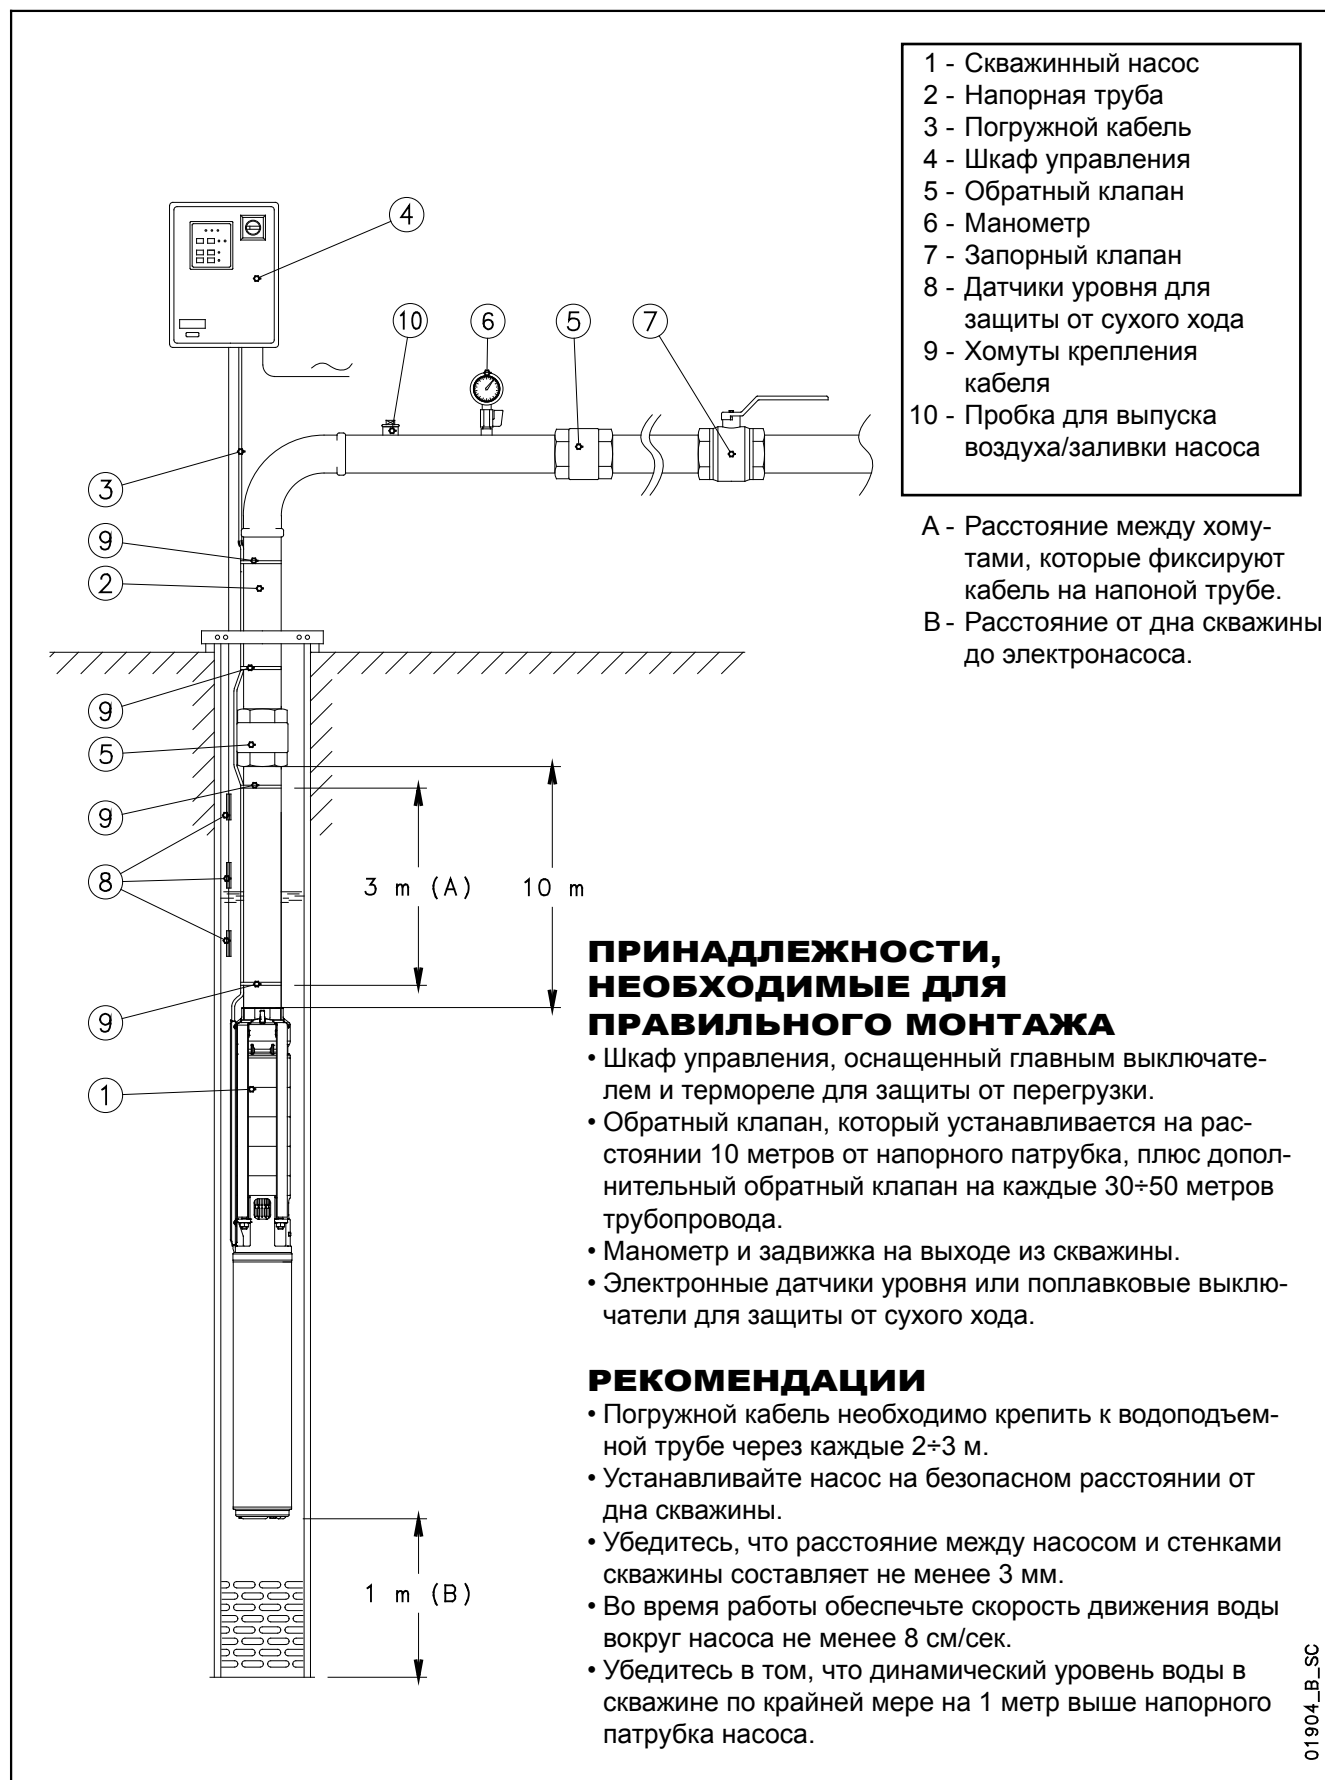 1 - Скважинный насос
2 - Напорная труба
3 - Погружной кабель
4 - Шкаф управления
5 - Обратный клапан
6 - Манометр
7 - Запорный клапан
8 - Датчики уровня для
защиты от сухого хода
9 - Хомуты крепления
кабеля
10 - Пробка для выпуска
воздуха/заливки насоса
A - Расстояние между хому-
тами, которые фиксируют
кабель на напоной трубе.
B - Расстояние от дна скважины
до электронасоса.
4
10
6
5
7
3
9
2
9
5
9
8
9
1
3 m (A)
10 m
1 m (B)
ПРИНАДЛЕЖНОСТИ,
НЕОБХОДИМЫЕ ДЛЯ
ПРАВИЛЬНОГО МОНТАЖА
• Шкаф управления, оснащенный главным выключате-
лем и термореле для защиты от перегрузки.
• Обратный клапан, который устанавливается на рас-
стоянии 10 метров от напорного патрубка, плюс допол-
нительный обратный клапан на каждые 30÷50 метров
трубопровода.
• Манометр и задвижка на выходе из скважины.
• Электронные датчики уровня или поплавковые выклю-
чатели для защиты от сухого хода.
РЕКОМЕНДАЦИИ
• Погружной кабель необходимо крепить к водоподъем-
ной трубе через каждые 2÷3 м.
• Устанавливайте насос на безопасном расстоянии от
дна скважины.
• Убедитесь, что расстояние между насосом и стенками
скважины составляет не менее 3 мм.
• Во время работы обеспечьте скорость движения воды
вокруг насоса не менее 8 см/сек.
• Убедитесь в том, что динамический уровень воды в
скважине по крайней мере на 1 метр выше напорного
патрубка насоса.
01904_B_SC